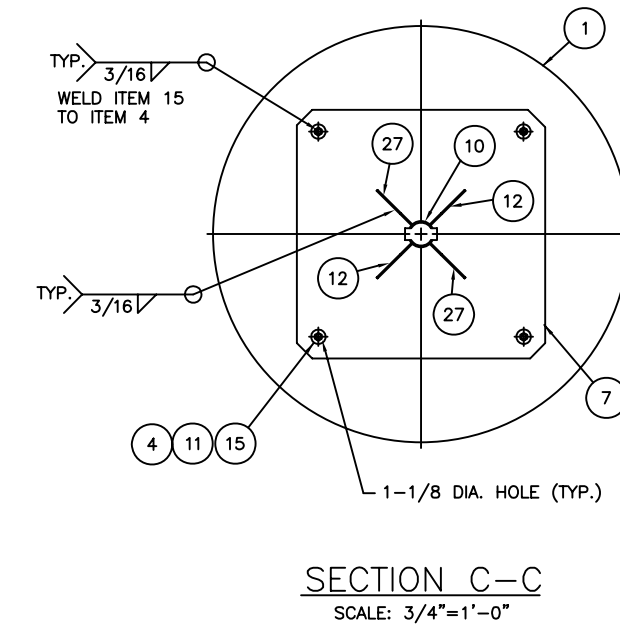 1
TYP.
3/16
WELD ITEM 15
TO ITEM 4
27
10
12
TYP.
3/16
12
27
7
4 11 15
1-1/8 DIA. HOLE (TYP.)
SECTION C-C
SCALE: 3/4"=1'-0"